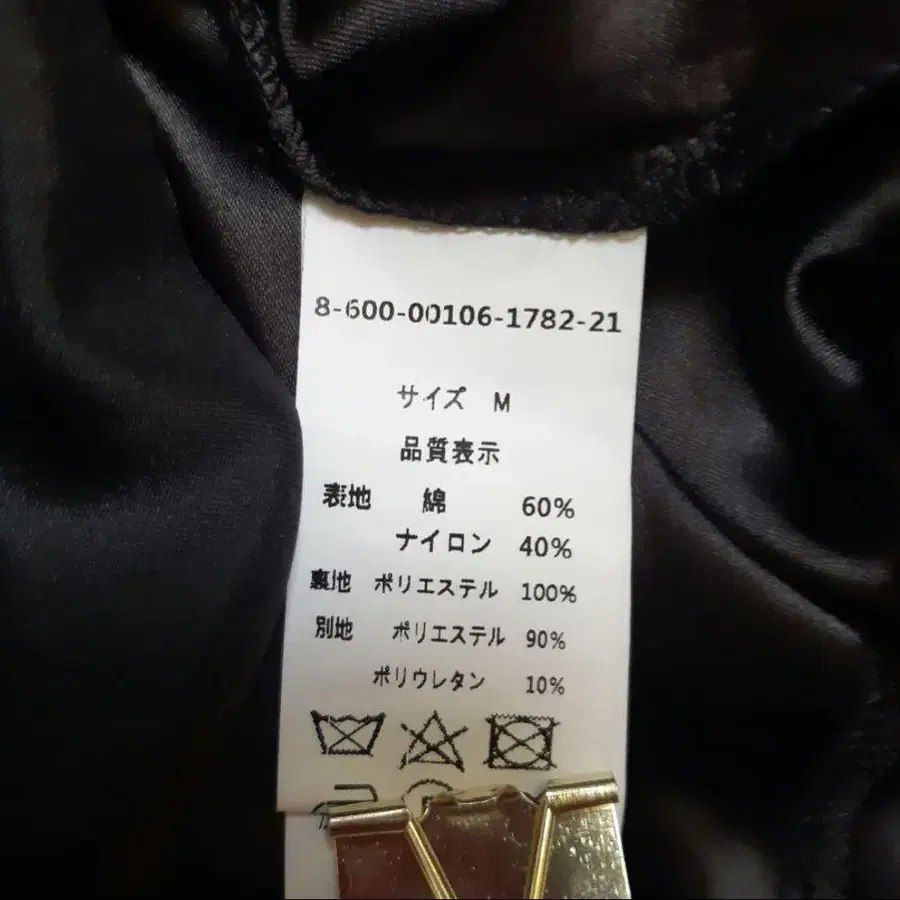 8-600-00106-1782-21
サイズ M
品質表示
表地 綿 60%
ナイロン 40%
裏地 ポリエステル 100%
別地 ポリエステル 90%
ポリウレタン 10%